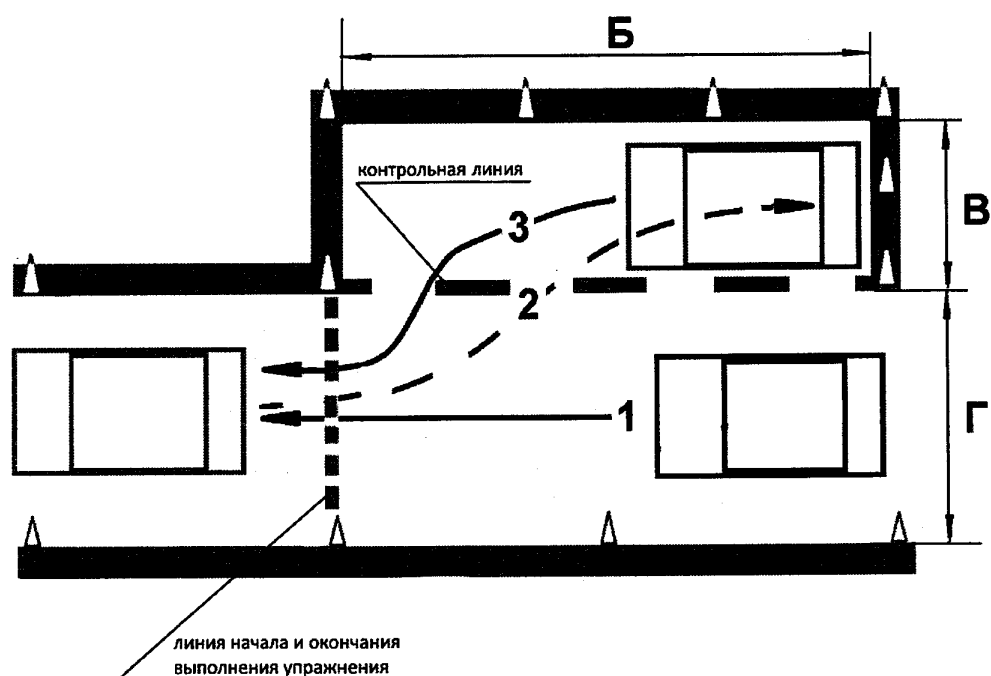 Б
контрольная линия
В
3
2
1
Г
линия начала и окончания
выполнения упражнения